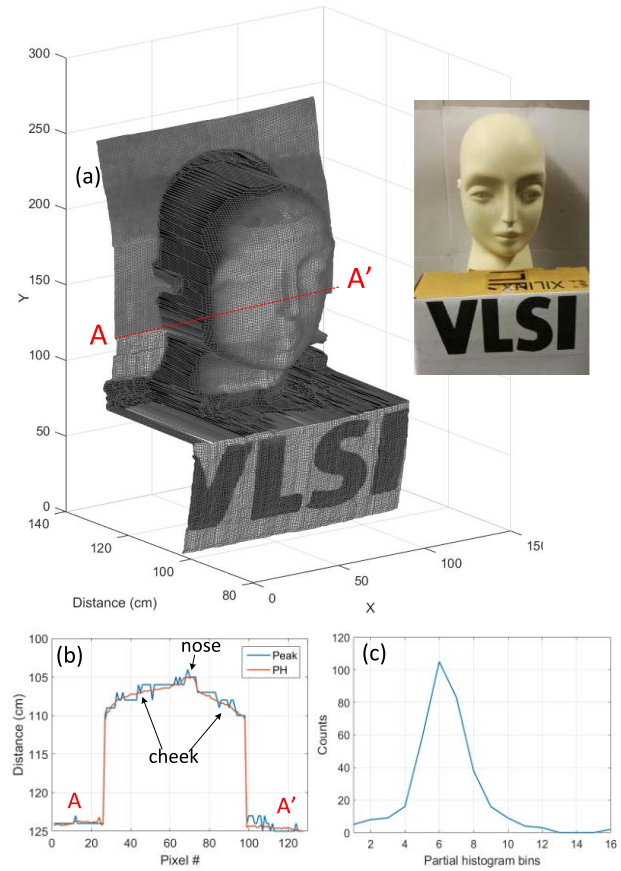 300
250
(a)
200
A'
150
Y
A
100
50
0
140
120
100
80
Distance (cm)
0
50
100
150
X
VLSI
XILINX
VLSI
(b)
nose
Peak
PH
cheek
A
A'
100
105
110
115
120
125
0
20
40
60
80
100
120
Distance (cm)
Pixel #
(c)
120
100
80
60
40
20
0
2
4
6
8
10
12
14
16
Counts
Partial histogram bins